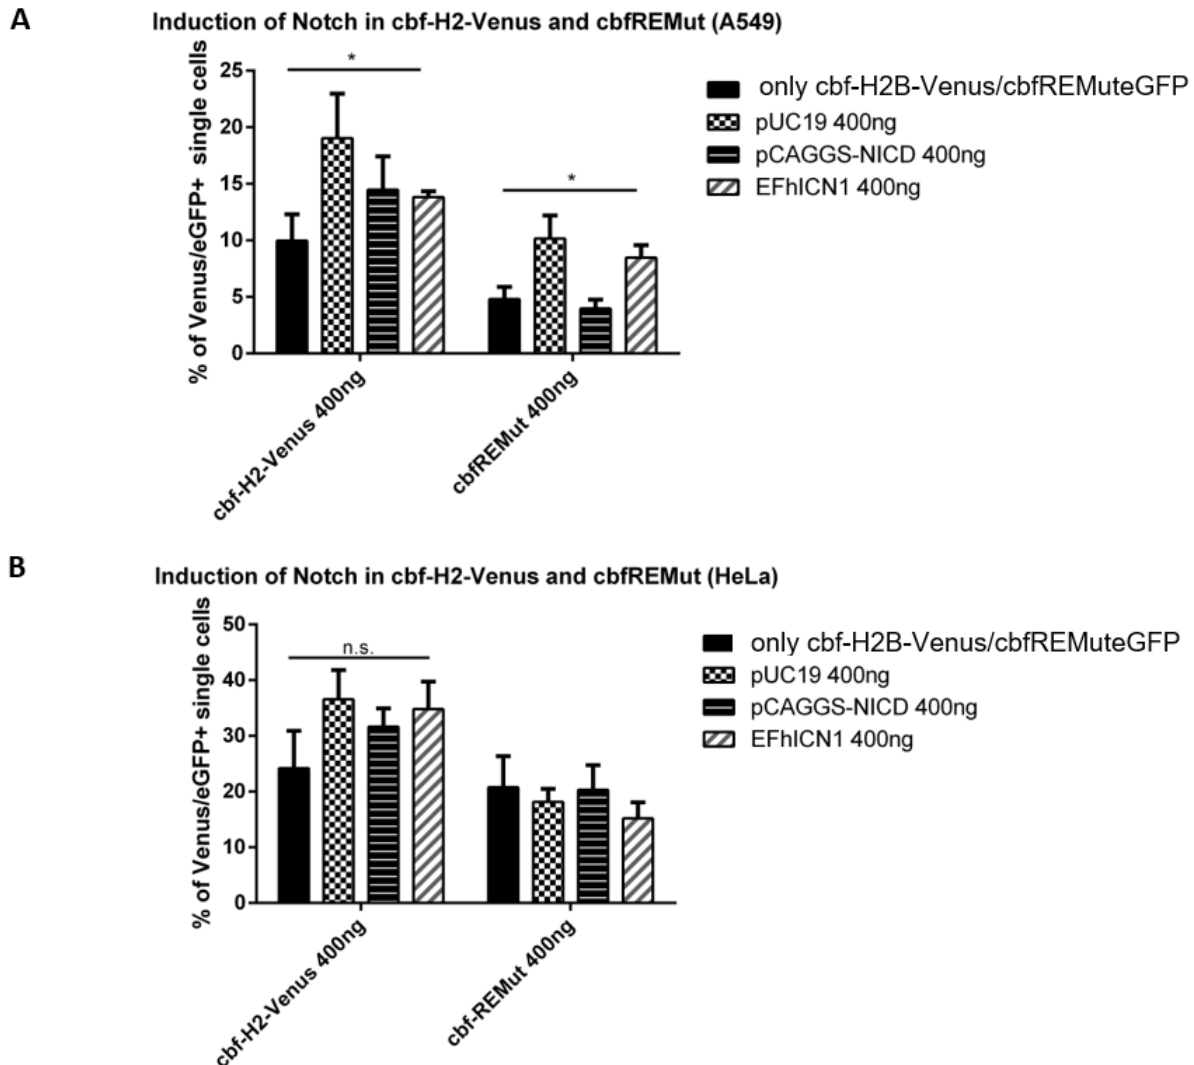 A
Induction of Notch in cbf-H2-Venus and cbfREMut (A549)
% of Venus/eGFP+ single cells
25
20
15
10
5
0
*
*
cbf-H2-Venus 400ng
cbfREMut 400ng
only cbf-H2B-Venus/cbfREMuteGFP
pUC19 400ng
pCAGGS-NICD 400ng
EFhICN1 400ng
B
Induction of Notch in cbf-H2-Venus and cbfREMut (HeLa)
% of Venus/eGFP+ single cells
50
40
30
20
10
0
n.s.
cbf-H2-Venus 400ng
cbf-REMut 400ng
only cbf-H2B-Venus/cbfREMuteGFP
pUC19 400ng
pCAGGS-NICD 400ng
EFhICN1 400ng